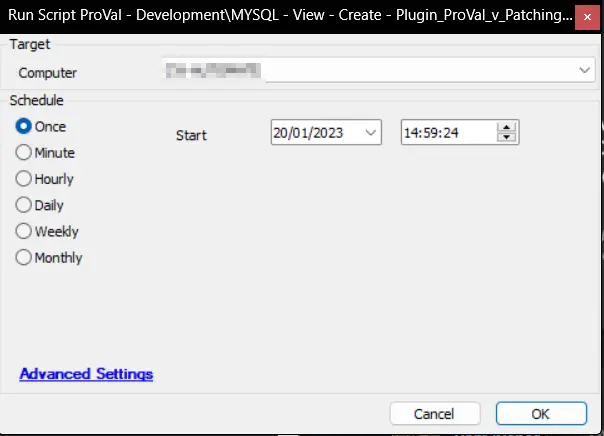 Run Script ProVal - Development\MYSQL - View - Create - Plugin_ProVal_v_Patching...
Target
Computer
Schedule
Once
Start
20/01/2023
14:59:24
Minute
Hourly
Daily
Weekly
Monthly
Advanced Settings
Cancel
OK